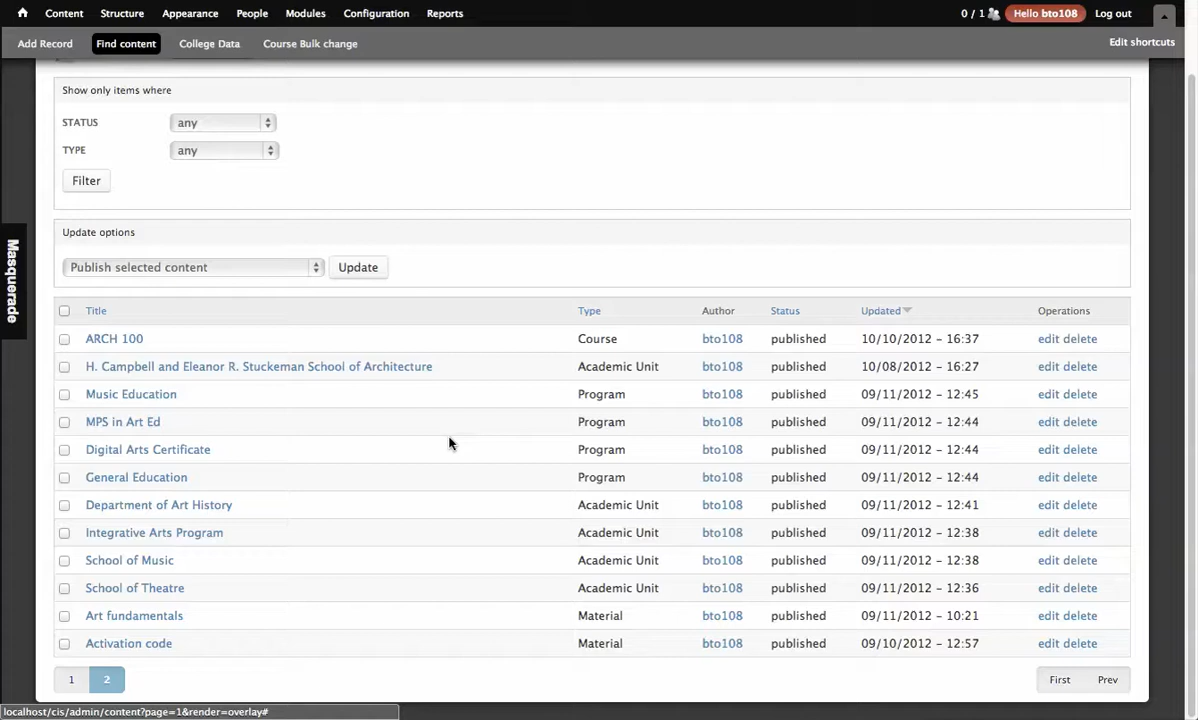 Content Structure Appearance People Modules Configuration Reports 0 / 1 Hello bto108 Log out
Add Record Find content College Data Course Bulk change Edit shortcuts
Show only items where
STATUS any
TYPE any
Filter
Update options
Publish selected content Update
Masquerade
Title Type Author Status Updated Operations
ARCH 100 Course bto108 published 10/10/2012 - 16:37 edit delete
H. Campbell and Eleanor R. Stuckeman School of Architecture Academic Unit bto108 published 10/08/2012 - 16:27 edit delete
Music Education Program bto108 published 09/11/2012 - 12:45 edit delete
MPS in Art Ed Program bto108 published 09/11/2012 - 12:44 edit delete
Digital Arts Certificate Program bto108 published 09/11/2012 - 12:44 edit delete
General Education Program bto108 published 09/11/2012 - 12:44 edit delete
Department of Art History Academic Unit bto108 published 09/11/2012 - 12:41 edit delete
Integrative Arts Program Academic Unit bto108 published 09/11/2012 - 12:38 edit delete
School of Music Academic Unit bto108 published 09/11/2012 - 12:38 edit delete
School of Theatre Academic Unit bto108 published 09/11/2012 - 12:36 edit delete
Art fundamentals Material bto108 published 09/11/2012 - 10:21 edit delete
Activation code Material bto108 published 09/10/2012 - 12:57 edit delete
1 2 First Prev
localhost/cis/admin/content?page=1&render=overlay#